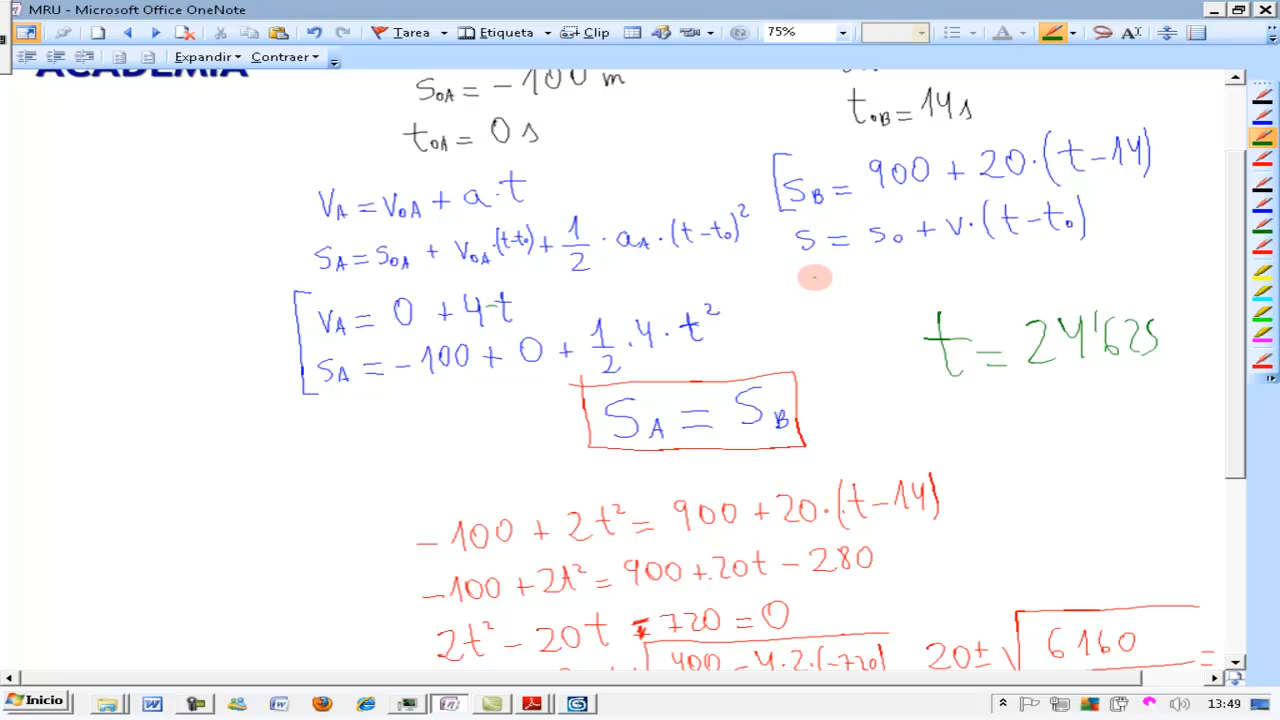 MRU - Microsoft Office OneNote
Tarea Etiqueta Clip 75%
Expandir Contraer
ACADEMIA
S₀A = -100 m
t₀A = 0 s
t₀B = 14 s
[SB = 900 + 20·(t-14)
VA = V₀A + a·t
S = S₀ + v·(t-t₀)
SA = S₀A + V₀A·(t-t₀) + 1/2 · aA · (t-t₀)²
VA = 0 + 4·t
SA = -100 + 0 + 1/2 · 4 · t²
t = 24'62s
SA = SB
-100 + 2t² = 900 + 20·(t-14)
-100 + 2t² = 900 + 20t - 280
2t² - 20t - 720 = 0
√400 - 4·2·(-720)
20 ± √6160 =
Inicio
13:49